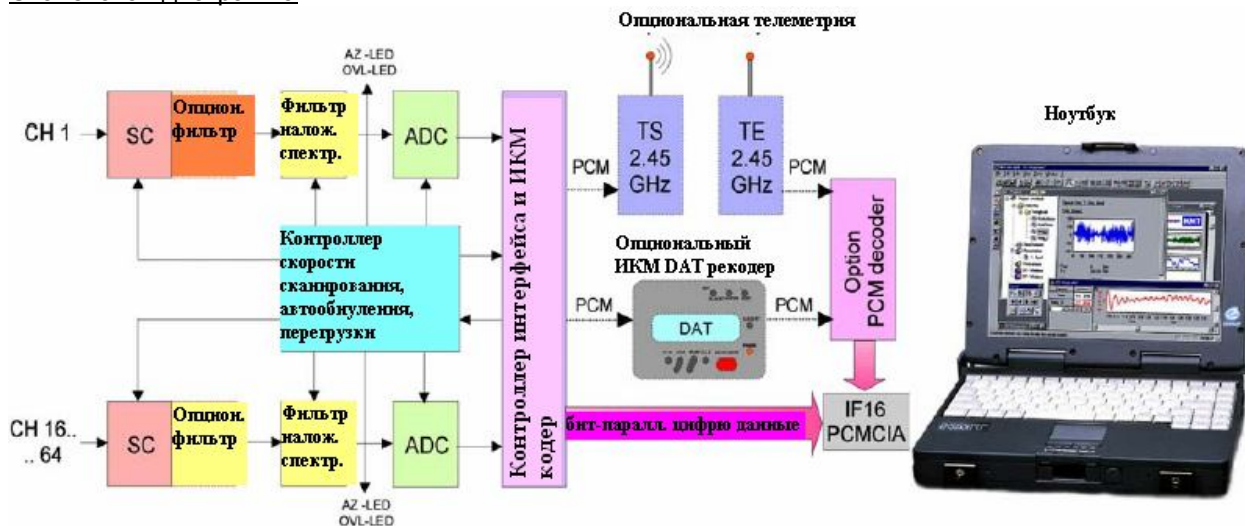 Опциональная телеметрия
AZ-LED
OVL-LED
CH 1
SC
Опцион.
фильтр
Фильтр
налож.
спектр.
ADC
Контроллер интерфейса и ИКМ
кодер
PCM
TS
2.45
GHz
TE
2.45
GHz
PCM
Ноутбук
Контроллер
скорости
сканирования,
автообнуления,
перегрузки
Опциональный
ИКМ DAT рекодер
PCM
DAT
PCM
Option
PCM decoder
CH 16..
.. 64
SC
Опцион.
фильтр
Фильтр
налож.
спектр.
ADC
бит-паралл. цифрю данные
IF16
PCMCIA
AZ-LED
OVL-LED